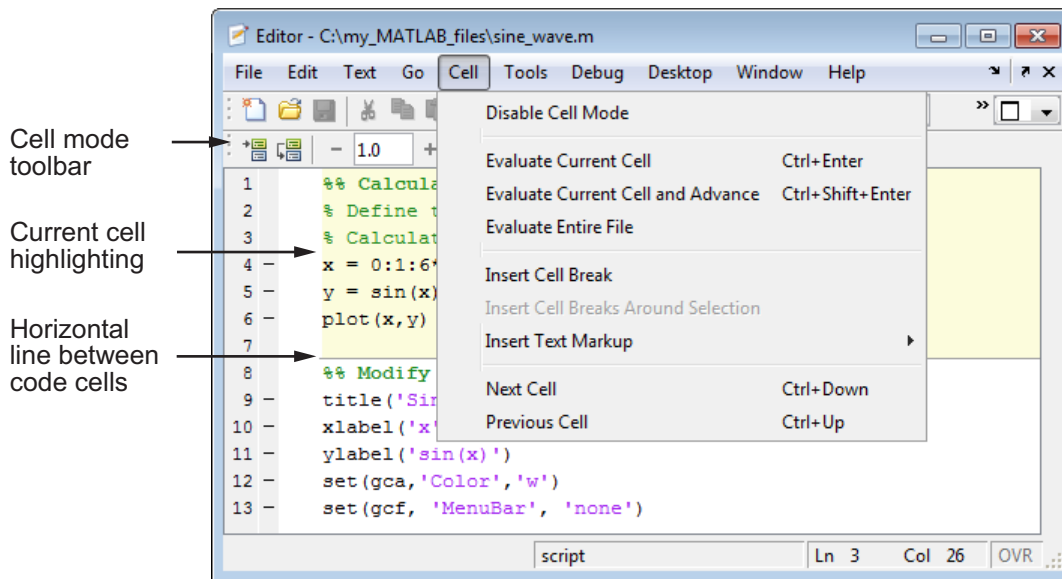 Editor - C:\my_MATLAB_files\sine_wave.m
File Edit Text Go Cell Tools Debug Desktop Window Help
Disable Cell Mode
Evaluate Current Cell Ctrl+Enter
Evaluate Current Cell and Advance Ctrl+Shift+Enter
Evaluate Entire File
Insert Cell Break
Insert Cell Breaks Around Selection
Insert Text Markup
Next Cell Ctrl+Down
Previous Cell Ctrl+Up
Cell mode
toolbar
Current cell
highlighting
Horizontal
line between
code cells
− 1.0 +
1 %% Calcula
2 % Define t
3 % Calculat
4 − x = 0:1:6*
5 − y = sin(x)
6 − plot(x,y)
7
8 %% Modify
9 − title('Sin
10 − xlabel('x'
11 − ylabel('sin(x)')
12 − set(gca,'Color','w')
13 − set(gcf, 'MenuBar', 'none')
script Ln 3 Col 26 OVR